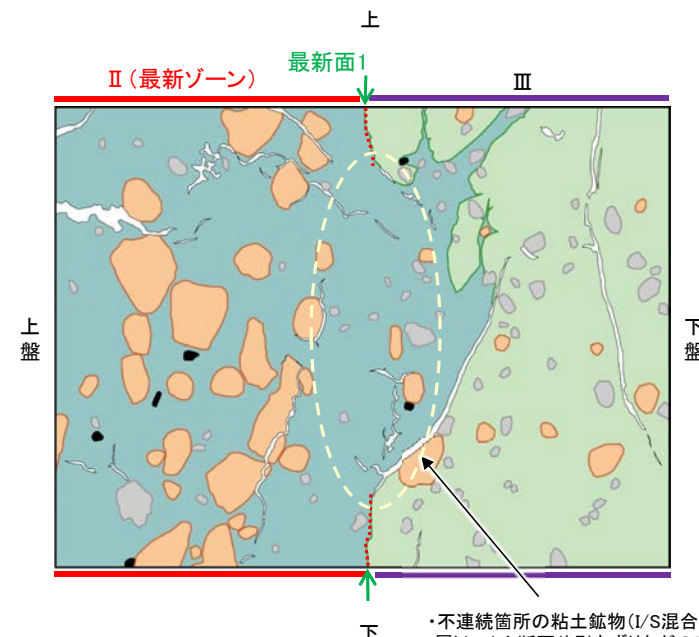 上
最新面1
Ⅱ(最新ゾーン)
Ⅲ
上盤
下盤
下
・不連続箇所の粘土鉱物(I/S混合